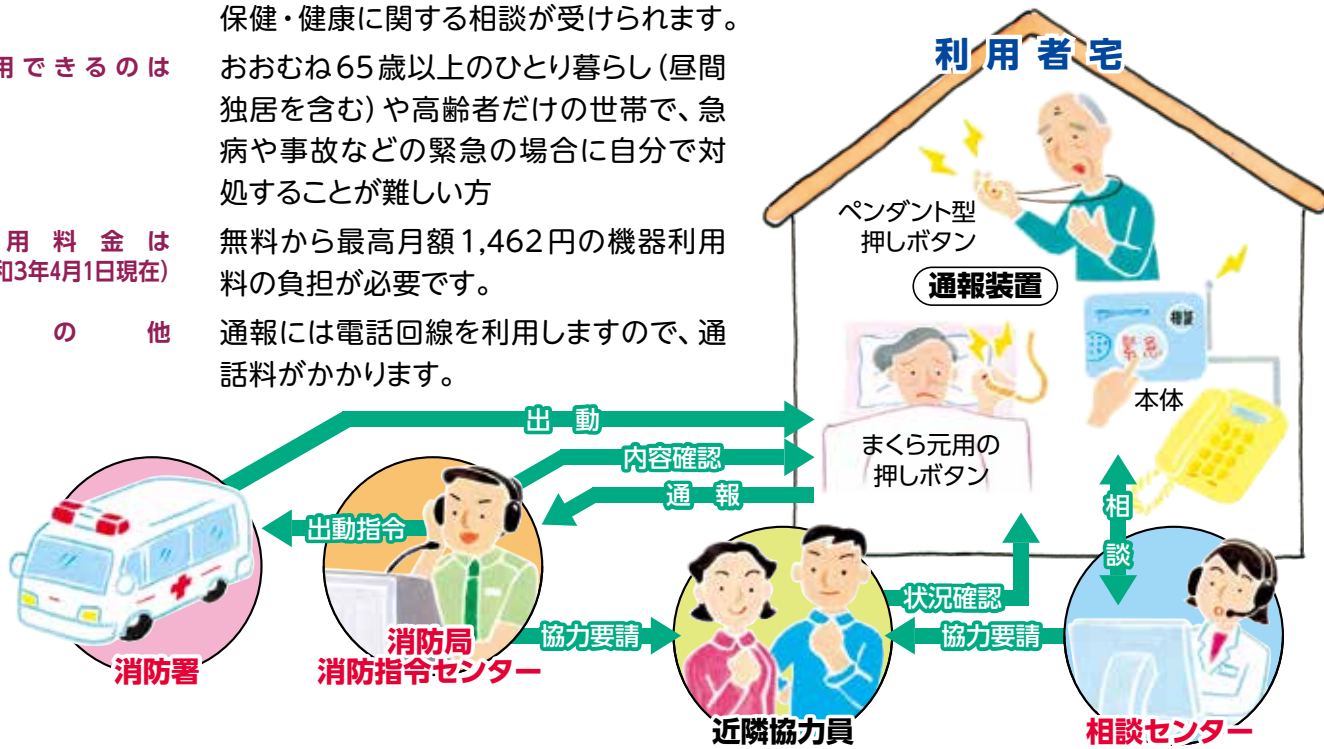 保健・健康に関する相談が受けられます。
用できるのは
おおむね65歳以上のひとり暮らし(昼間
独居を含む)や高齢者だけの世帯で、急
病や事故などの緊急の場合に自分で対
処することが難しい方
用料金は
和3年4月1日現在)
無料から最高月額1,462円の機器利用
料の負担が必要です。
の他
通報には電話回線を利用しますので、通
話料がかかります。
利用者宅
ペンダント型
押しボタン
通報装置
相談
緊急
本体
まくら元用の
押しボタン
出動
内容確認
通報
出動指令
相談
状況確認
協力要請
協力要請
消防署
消防局
消防指令センター
近隣協力員
相談センター